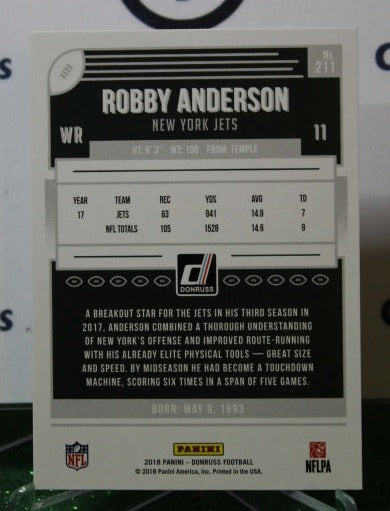 No.
211
ROBBY ANDERSON
NEW YORK JETS
WR
11
HT: 6'3" WT: 190 FROM: TEMPLE
YEAR TEAM REC YDS AVG TD
17 JETS 63 941 14.9 7
NFL TOTALS 105 1528 14.6 9
DONRUSS
A BREAKOUT STAR FOR THE JETS IN HIS THIRD SEASON IN
2017, ANDERSON COMBINED A THOROUGH UNDERSTANDING
OF NEW YORK'S OFFENSE AND IMPROVED ROUTE-RUNNING
WITH HIS ALREADY ELITE PHYSICAL TOOLS — GREAT SIZE
AND SPEED. BY MIDSEASON HE HAD BECOME A TOUCHDOWN
MACHINE, SCORING SIX TIMES IN A SPAN OF FIVE GAMES.
BORN: MAY 9, 1993
NFL
PANINI
NFLPA
2018 PANINI – DONRUSS FOOTBALL
© 2018 Panini America, Inc. Printed in the USA.